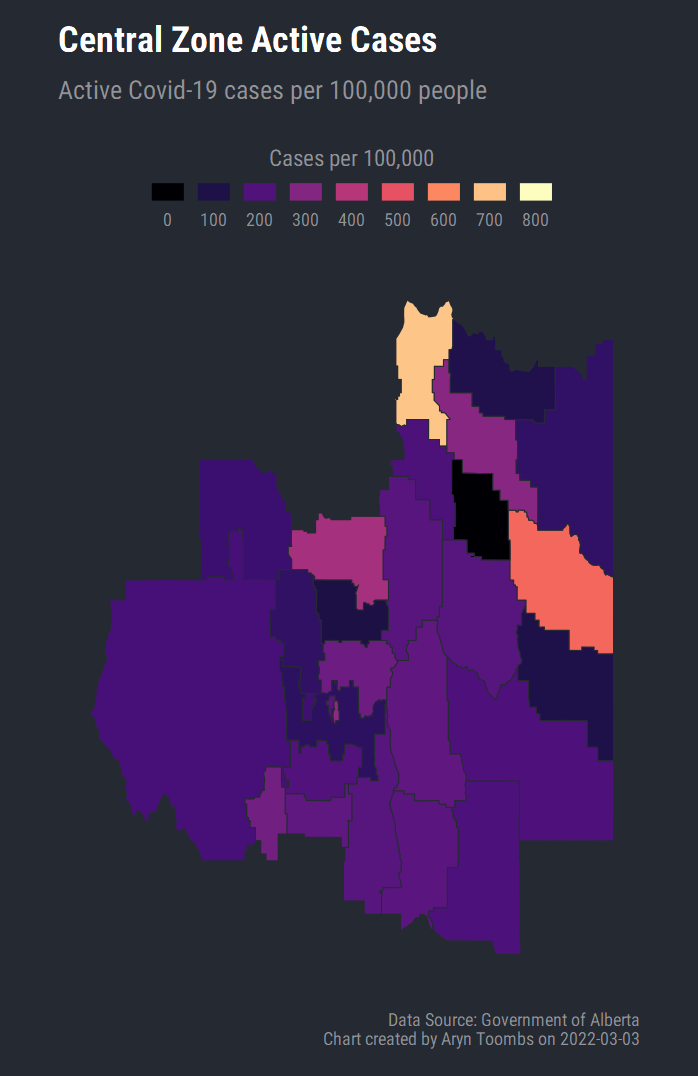 Central Zone Active Cases
Active Covid-19 cases per 100,000 people
Cases per 100,000
0 100 200 300 400 500 600 700 800
Data Source: Government of Alberta
Chart created by Aryn Toombs on 2022-03-03